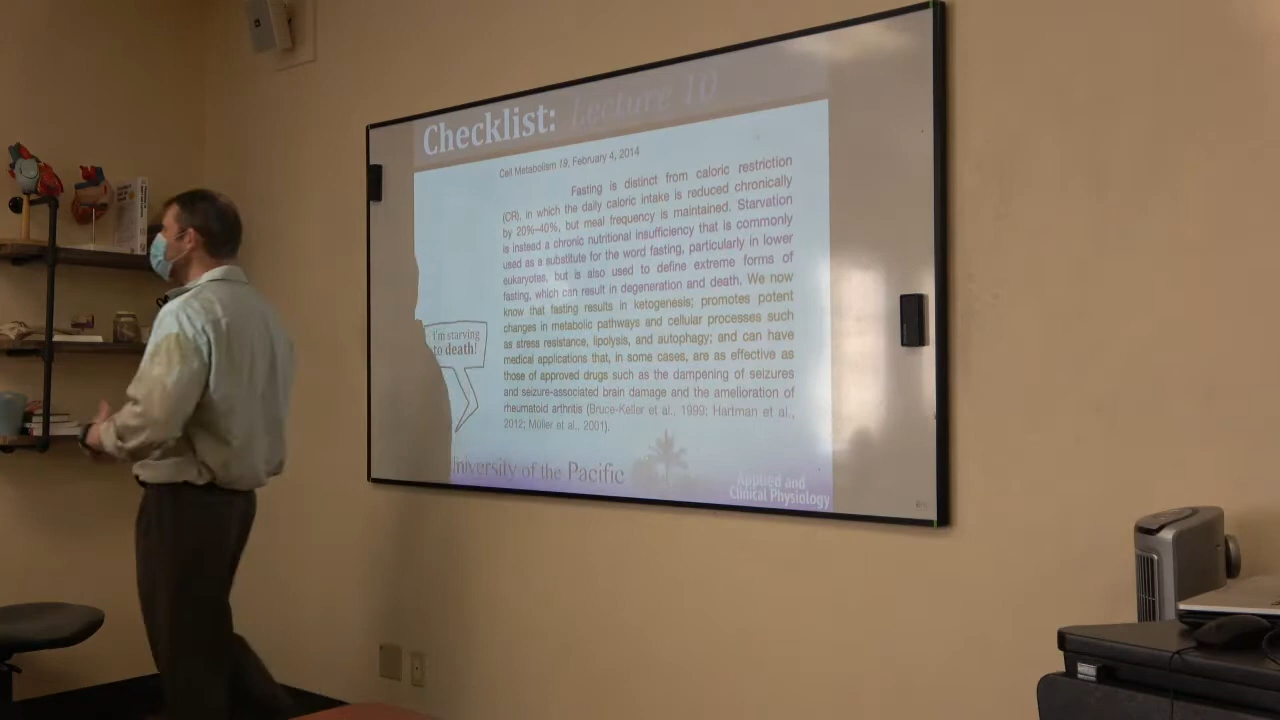 Checklist: Lecture 10
Cell Metabolism 19, February 4, 2014
Fasting is distinct from caloric restriction
(CR), in which the daily caloric intake is reduced chronically
by 20%–40%, but meal frequency is maintained. Starvation
is instead a chronic nutritional insufficiency that is commonly
used as a substitute for the word fasting, particularly in lower
eukaryotes, but is also used to define extreme forms of
fasting, which can result in degeneration and death. We now
know that fasting results in ketogenesis; promotes potent
changes in metabolic pathways and cellular processes such
as stress resistance, lipolysis, and autophagy; and can have
medical applications that, in some cases, are as effective as
those of approved drugs such as the dampening of seizures
and seizure-associated brain damage and the amelioration of
rheumatoid arthritis (Bruce-Keller et al., 1999; Hartman et al.,
2012; Müller et al., 2001).
I'm starving
to death!
University of the Pacific
Applied and
Clinical Physiology